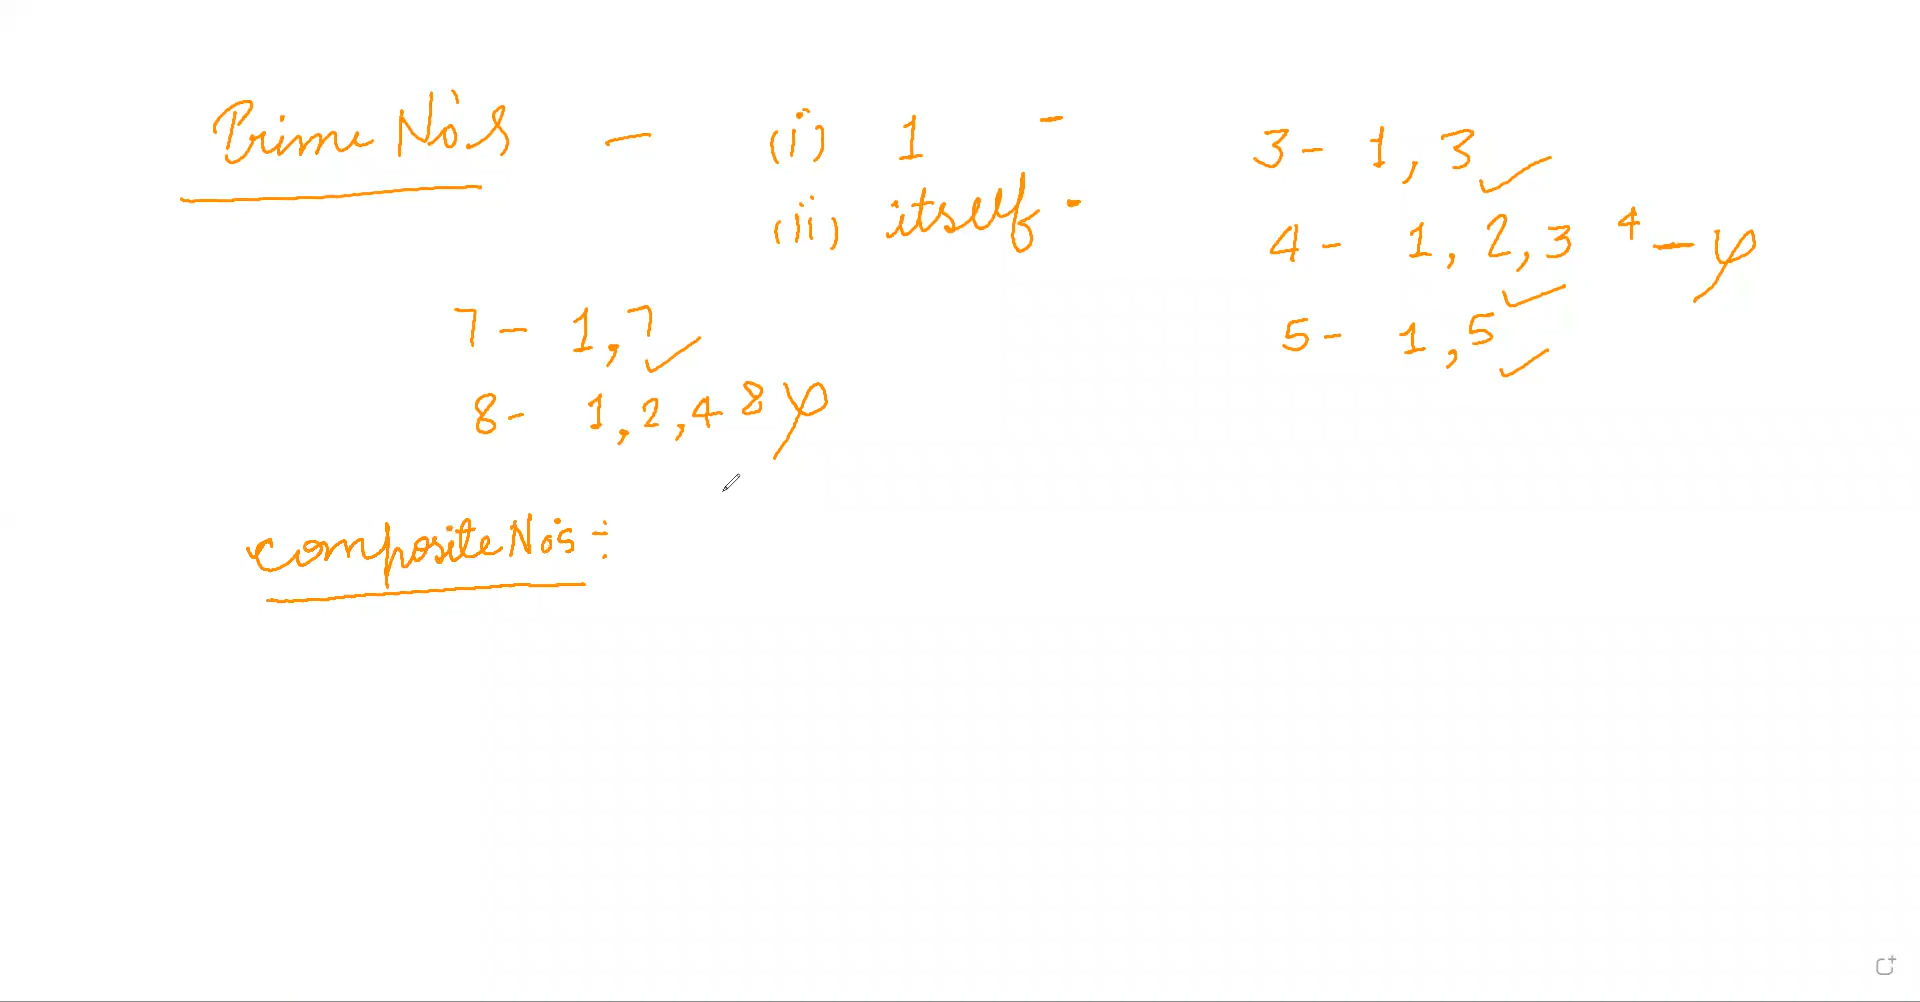 Prime No's — (i) 1 -
(ii) itself -
3 - 1, 3 ✓
4 - 1, 2, 3 4 —
5 - 1, 5 ✓
7 - 1, 7 ✓
8 - 1, 2, 4 8
Composite No's :-